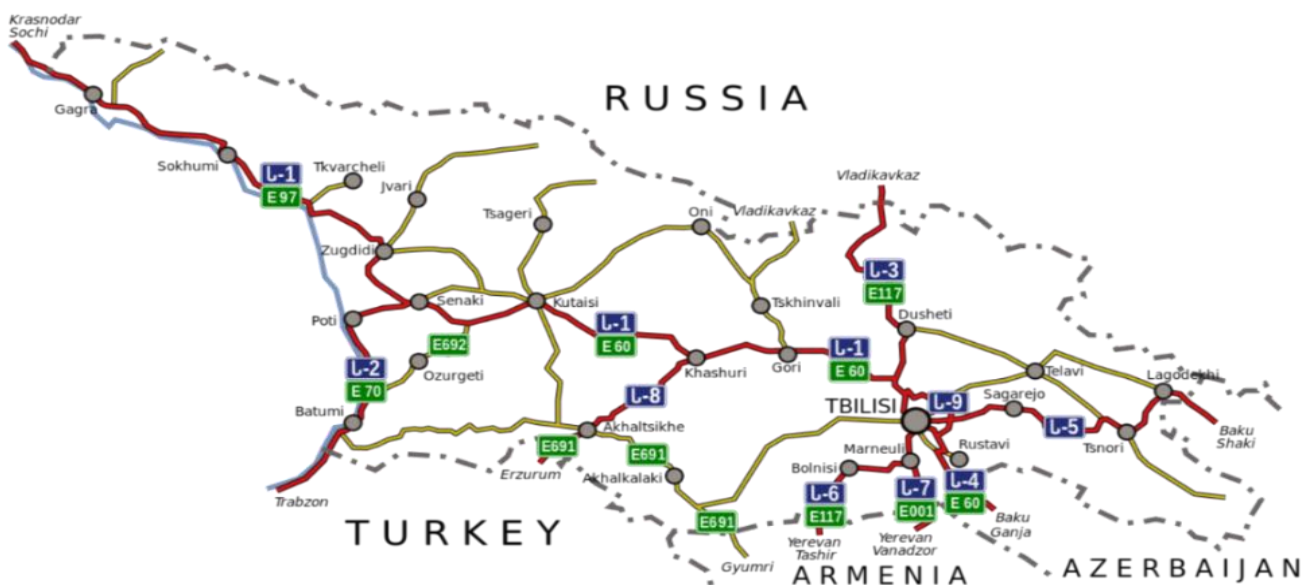 Krasnodar
Sochi
RUSSIA
Gagra
Sokhumi
Tkvarcheli
Vladikavkaz
Ⴑ-1
E 97
Jvari
Tsageri
Oni
Vladikavkaz
Zugdidi
Ⴑ-3
E117
Poti
Senaki
Kutaisi
Tskhinvali
Dusheti
Ⴑ-1
E 60
Ⴑ-1
E 60
E692
Khashuri
Gori
Ⴑ-2
E 70
Ozurgeti
Telavi
Lagodekhi
Ⴑ-8
Batumi
TBILISI
Ⴑ-9
Sagarejo
Akhaltsikhe
Ⴑ-5
Baku
Shaki
E691
E691
Marneuli
Rustavi
Tsnori
Erzurum
Akhalkalaki
Bolnisi
Trabzon
Ⴑ-6
E117
Ⴑ-7
E001
Ⴑ-4
E 60
TURKEY
E691
Baku
Ganja
Yerevan
Tashir
Yerevan
Vanadzor
Gyumri
ARMENIA
AZERBAIJAN